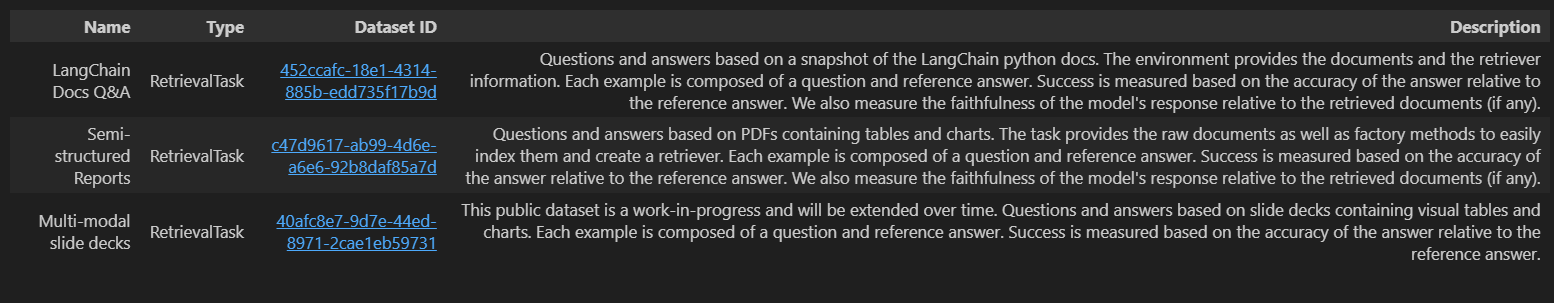 Name Type Dataset ID Description
LangChain Docs Q&A
RetrievalTask
452ccafc-18e1-4314-
885b-edd735f17b9d
Questions and answers based on a snapshot of the LangChain python docs. The environment provides the documents and the retriever
information. Each example is composed of a question and reference answer. Success is measured based on the accuracy of the answer relative to
the reference answer. We also measure the faithfulness of the model's response relative to the retrieved documents (if any).
Semi-
structured
Reports
RetrievalTask
c47d9617-ab99-4d6e-
a6e6-92b8daf85a7d
Questions and answers based on PDFs containing tables and charts. The task provides the raw documents as well as factory methods to easily
index them and create a retriever. Each example is composed of a question and reference answer. Success is measured based on the accuracy of
the answer relative to the reference answer. We also measure the faithfulness of the model's response relative to the retrieved documents (if any).
Multi-modal
slide decks
RetrievalTask
40afc8e7-9d7e-44ed-
8971-2cae1eb59731
This public dataset is a work-in-progress and will be extended over time. Questions and answers based on slide decks containing visual tables and
charts. Each example is composed of a question and reference answer. Success is measured based on the accuracy of the answer relative to the
reference answer.